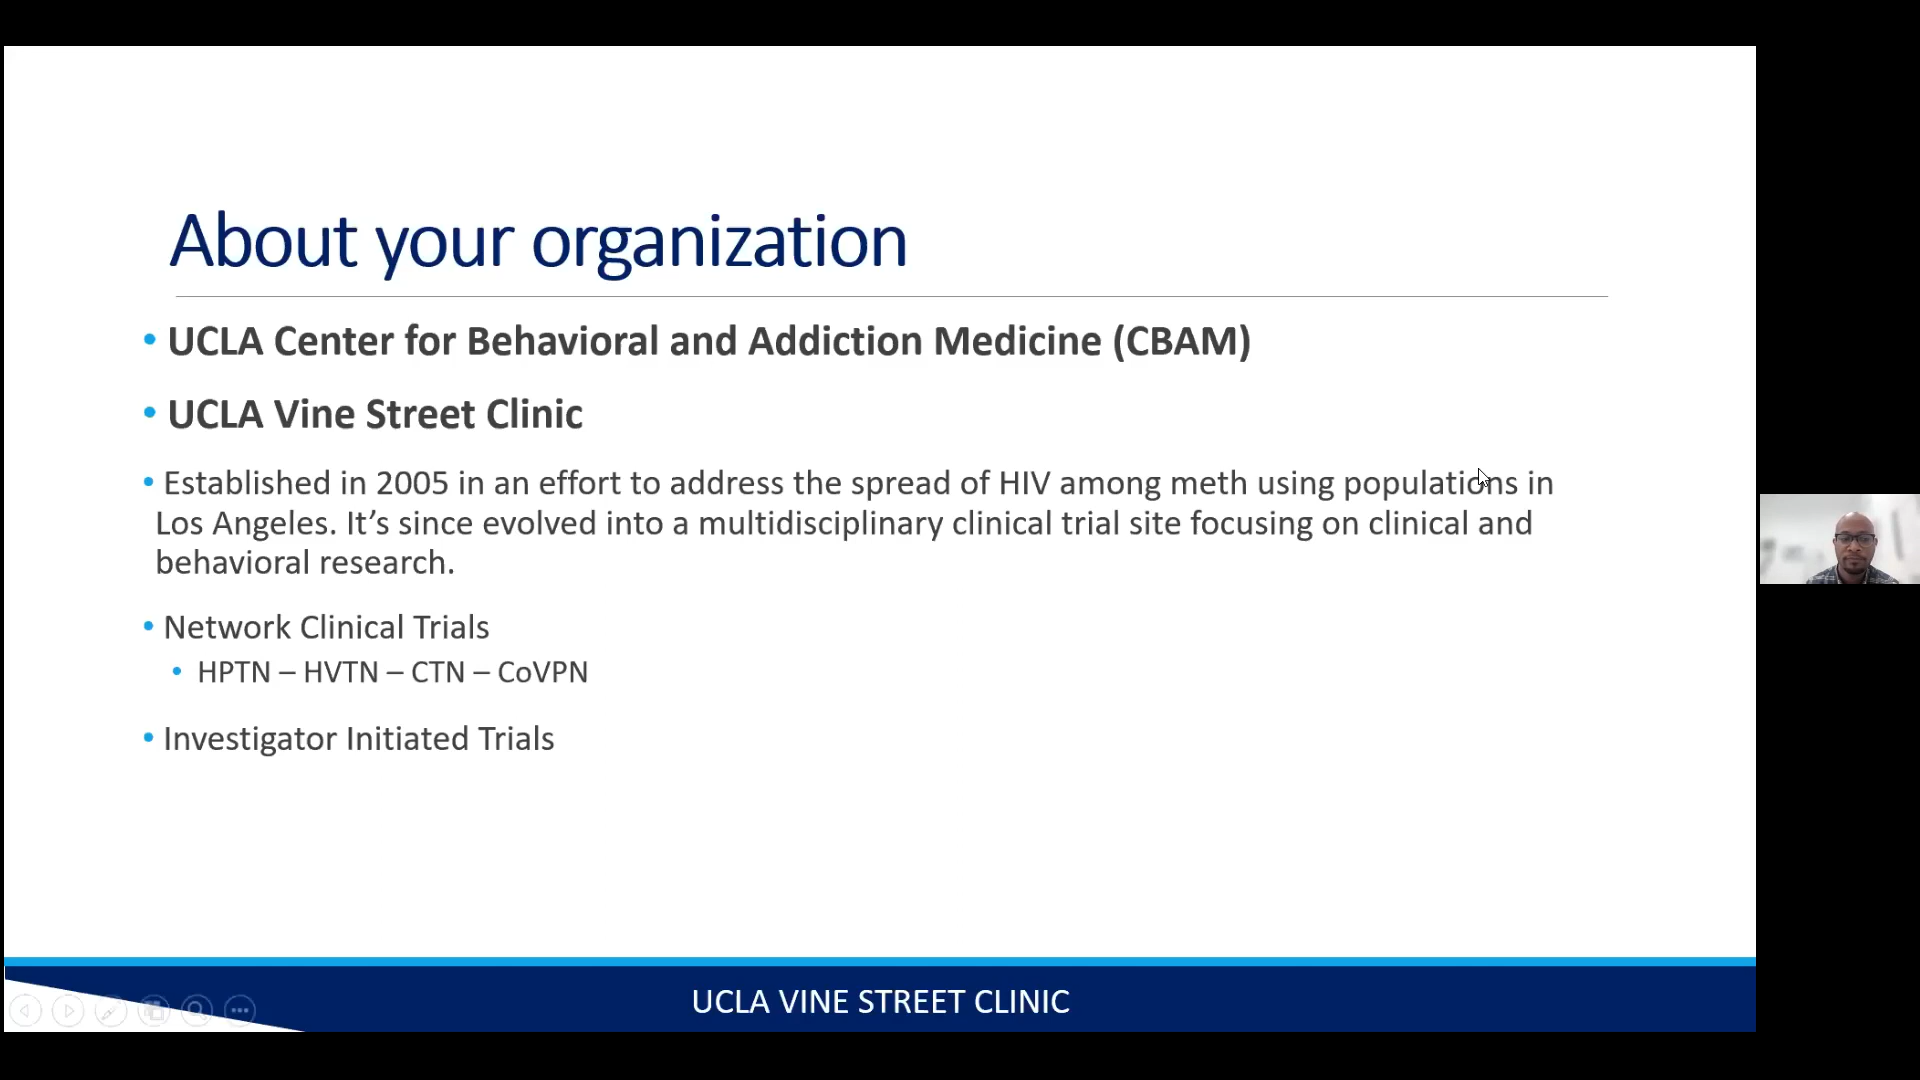 About your organization
• UCLA Center for Behavioral and Addiction Medicine (CBAM)
• UCLA Vine Street Clinic
• Established in 2005 in an effort to address the spread of HIV among meth using populations in
Los Angeles. It’s since evolved into a multidisciplinary clinical trial site focusing on clinical and
behavioral research.
• Network Clinical Trials
• HPTN – HVTN – CTN – CoVPN
• Investigator Initiated Trials
UCLA VINE STREET CLINIC